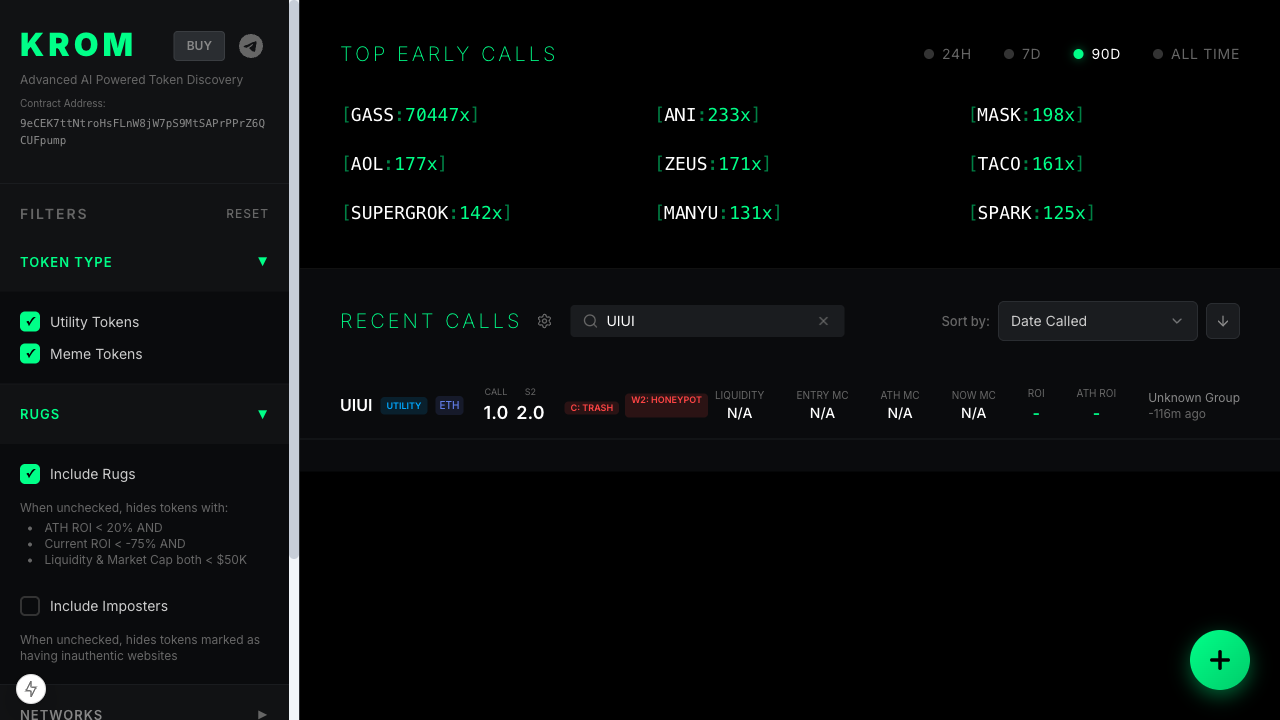 KROM
BUY
Advanced AI Powered Token Discovery
Contract Address:
9eCEK7ttNtroHsFLnW8jW7pS9MtSAPrPPrZ6Q
CUFpump
FILTERS
RESET
TOKEN TYPE ▼
Utility Tokens
Meme Tokens
RUGS ▼
Include Rugs
When unchecked, hides tokens with:
• ATH ROI < 20% AND
• Current ROI < -75% AND
• Liquidity & Market Cap both < $50K
Include Imposters
When unchecked, hides tokens marked as
having inauthentic websites
NETWORKS ▶
TOP EARLY CALLS
24H 7D 90D ALL TIME
[GASS:70447x] [ANI:233x] [MASK:198x]
[AOL:177x] [ZEUS:171x] [TACO:161x]
[SUPERGROK:142x] [MANYU:131x] [SPARK:125x]
RECENT CALLS
UIUI
Sort by: Date Called
CALL S2 LIQUIDITY ENTRY MC ATH MC NOW MC ROI ATH ROI
UIUI UTILITY ETH 1.0 2.0 C: TRASH W2: HONEYPOT N/A N/A N/A N/A - -
Unknown Group
-116m ago